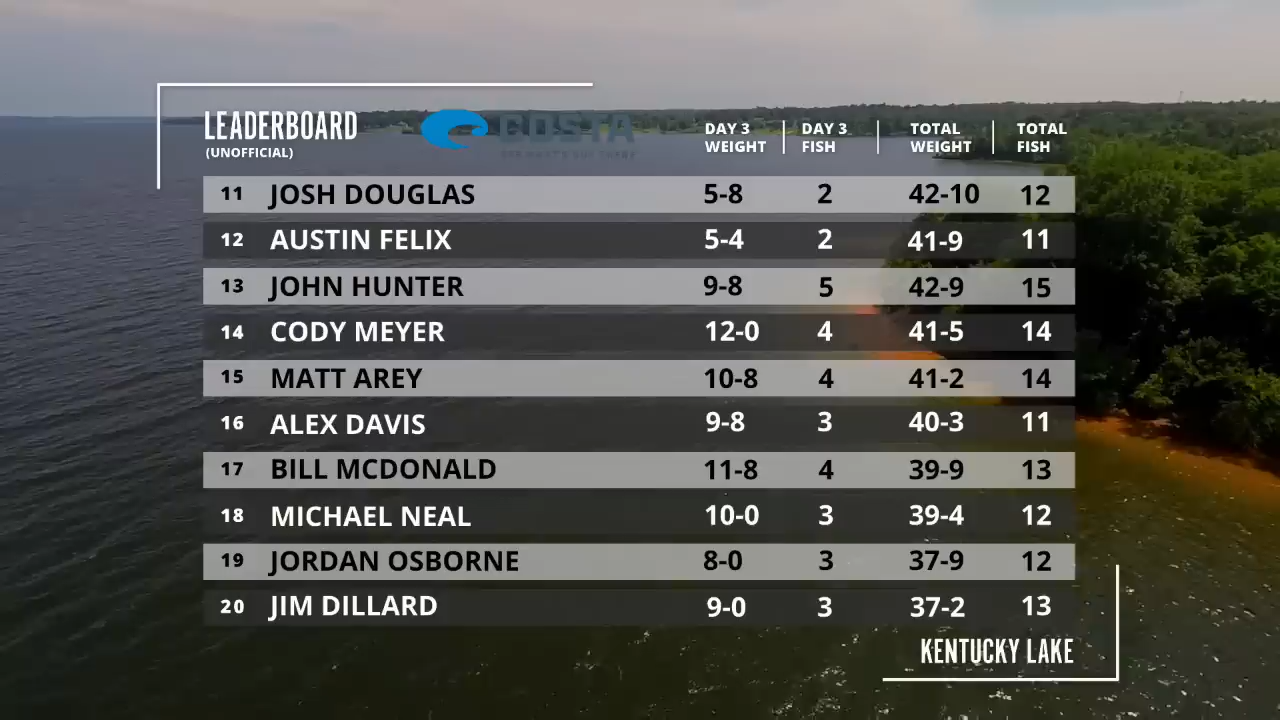 LEADERBOARD
(UNOFFICIAL)
COSTA
SEE WHAT'S OUT THERE
DAY 3 WEIGHT DAY 3 FISH TOTAL WEIGHT TOTAL FISH
11 JOSH DOUGLAS 5-8 2 42-10 12
12 AUSTIN FELIX 5-4 2 41-9 11
13 JOHN HUNTER 9-8 5 42-9 15
14 CODY MEYER 12-0 4 41-5 14
15 MATT AREY 10-8 4 41-2 14
16 ALEX DAVIS 9-8 3 40-3 11
17 BILL MCDONALD 11-8 4 39-9 13
18 MICHAEL NEAL 10-0 3 39-4 12
19 JORDAN OSBORNE 8-0 3 37-9 12
20 JIM DILLARD 9-0 3 37-2 13
KENTUCKY LAKE